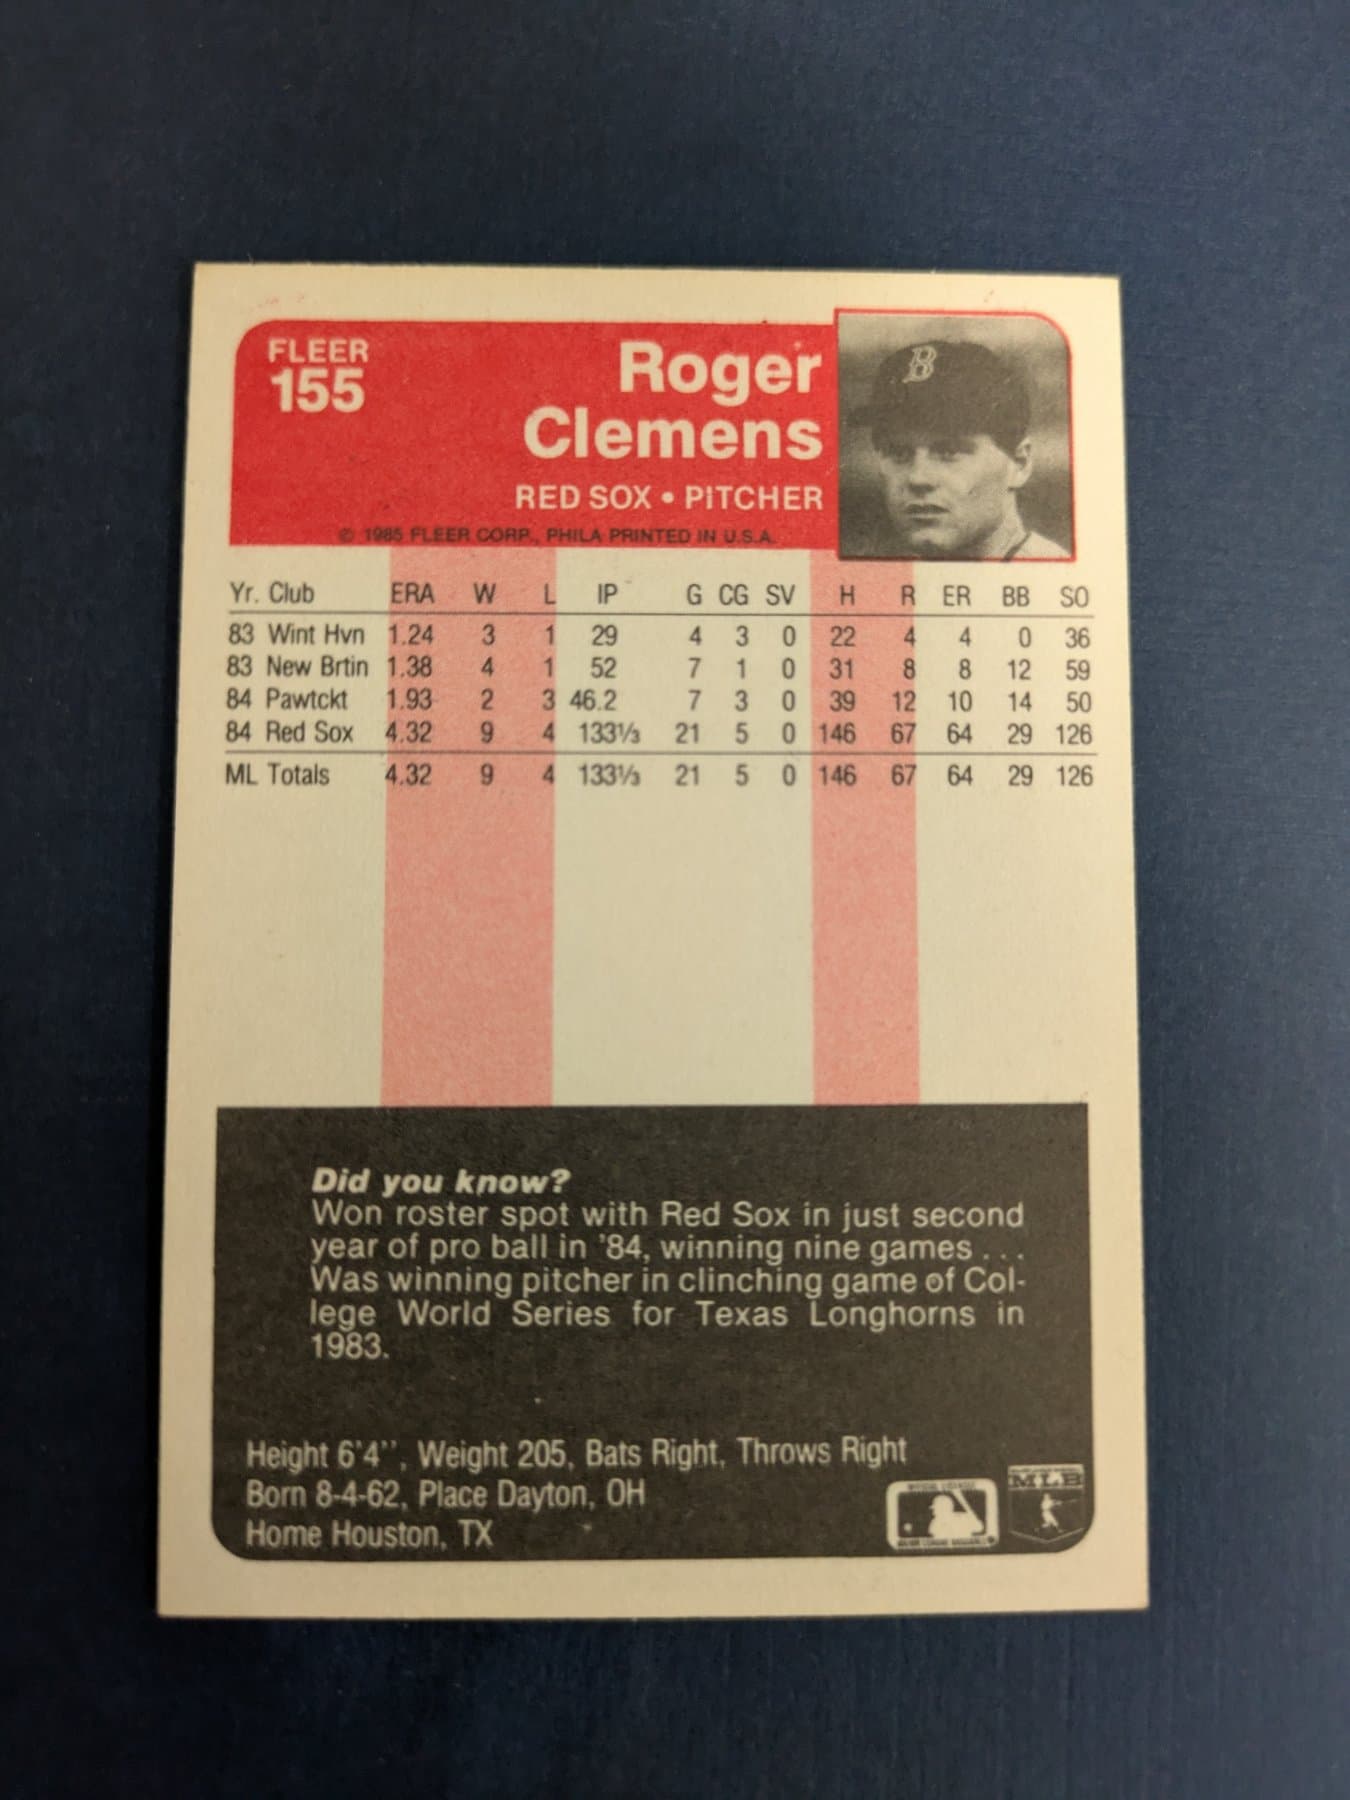 FLEER
155
Roger
Clemens
RED SOX • PITCHER
© 1985 FLEER CORP., PHILA PRINTED IN U.S.A.
B
Yr. Club ERA W L IP G CG SV H R ER BB SO
83 Wint Hvn 1.24 3 1 29 4 3 0 22 4 4 0 36
83 New Brtin 1.38 4 1 52 7 1 0 31 8 8 12 59
84 Pawtckt 1.93 2 3 46.2 7 3 0 39 12 10 14 50
84 Red Sox 4.32 9 4 133⅓ 21 5 0 146 67 64 29 126
ML Totals 4.32 9 4 133⅓ 21 5 0 146 67 64 29 126
Did you know?
Won roster spot with Red Sox in just second
year of pro ball in '84, winning nine games . . .
Was winning pitcher in clinching game of Col-
lege World Series for Texas Longhorns in
1983.
Height 6'4'', Weight 205, Bats Right, Throws Right
Born 8-4-62, Place Dayton, OH
Home Houston, TX
MLB